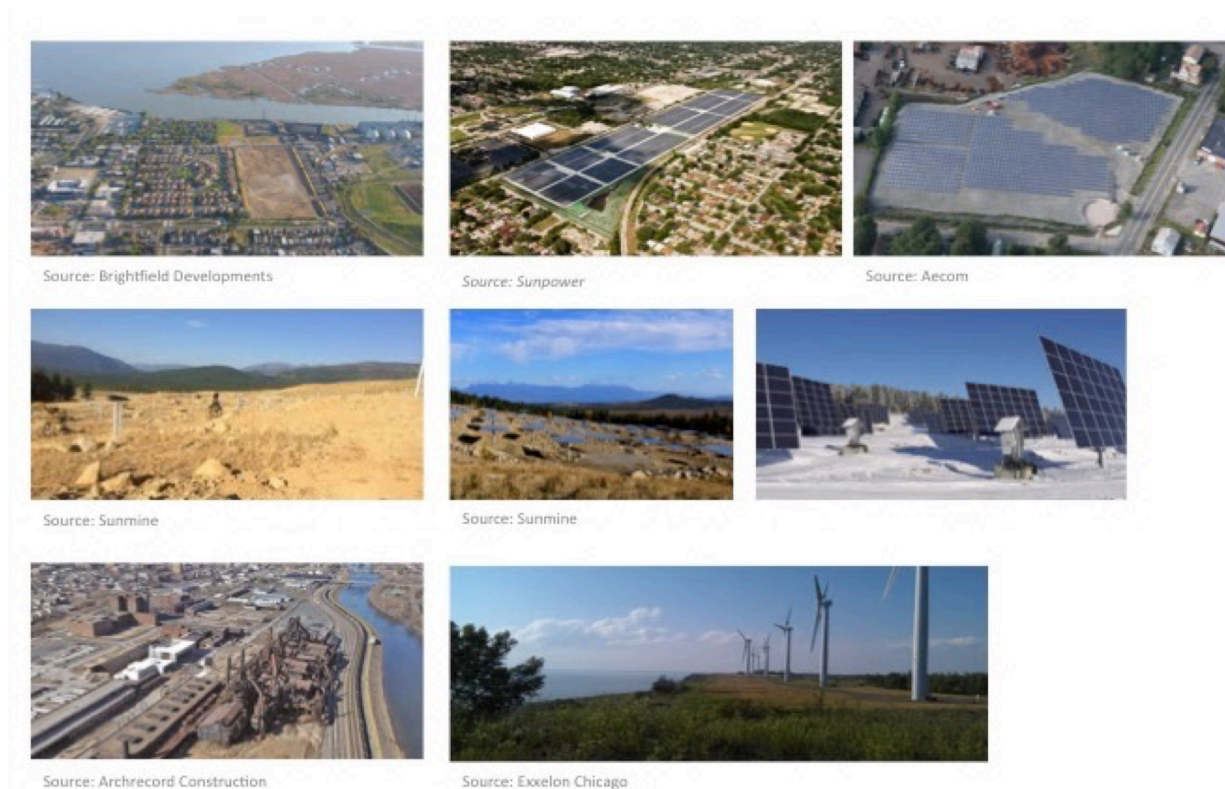 Source: Brightfield Developments
Source: Sunpower
Source: Aecom
Source: Sunmine
Source: Sunmine
Source: Archrecord Construction
Source: Exxelon Chicago